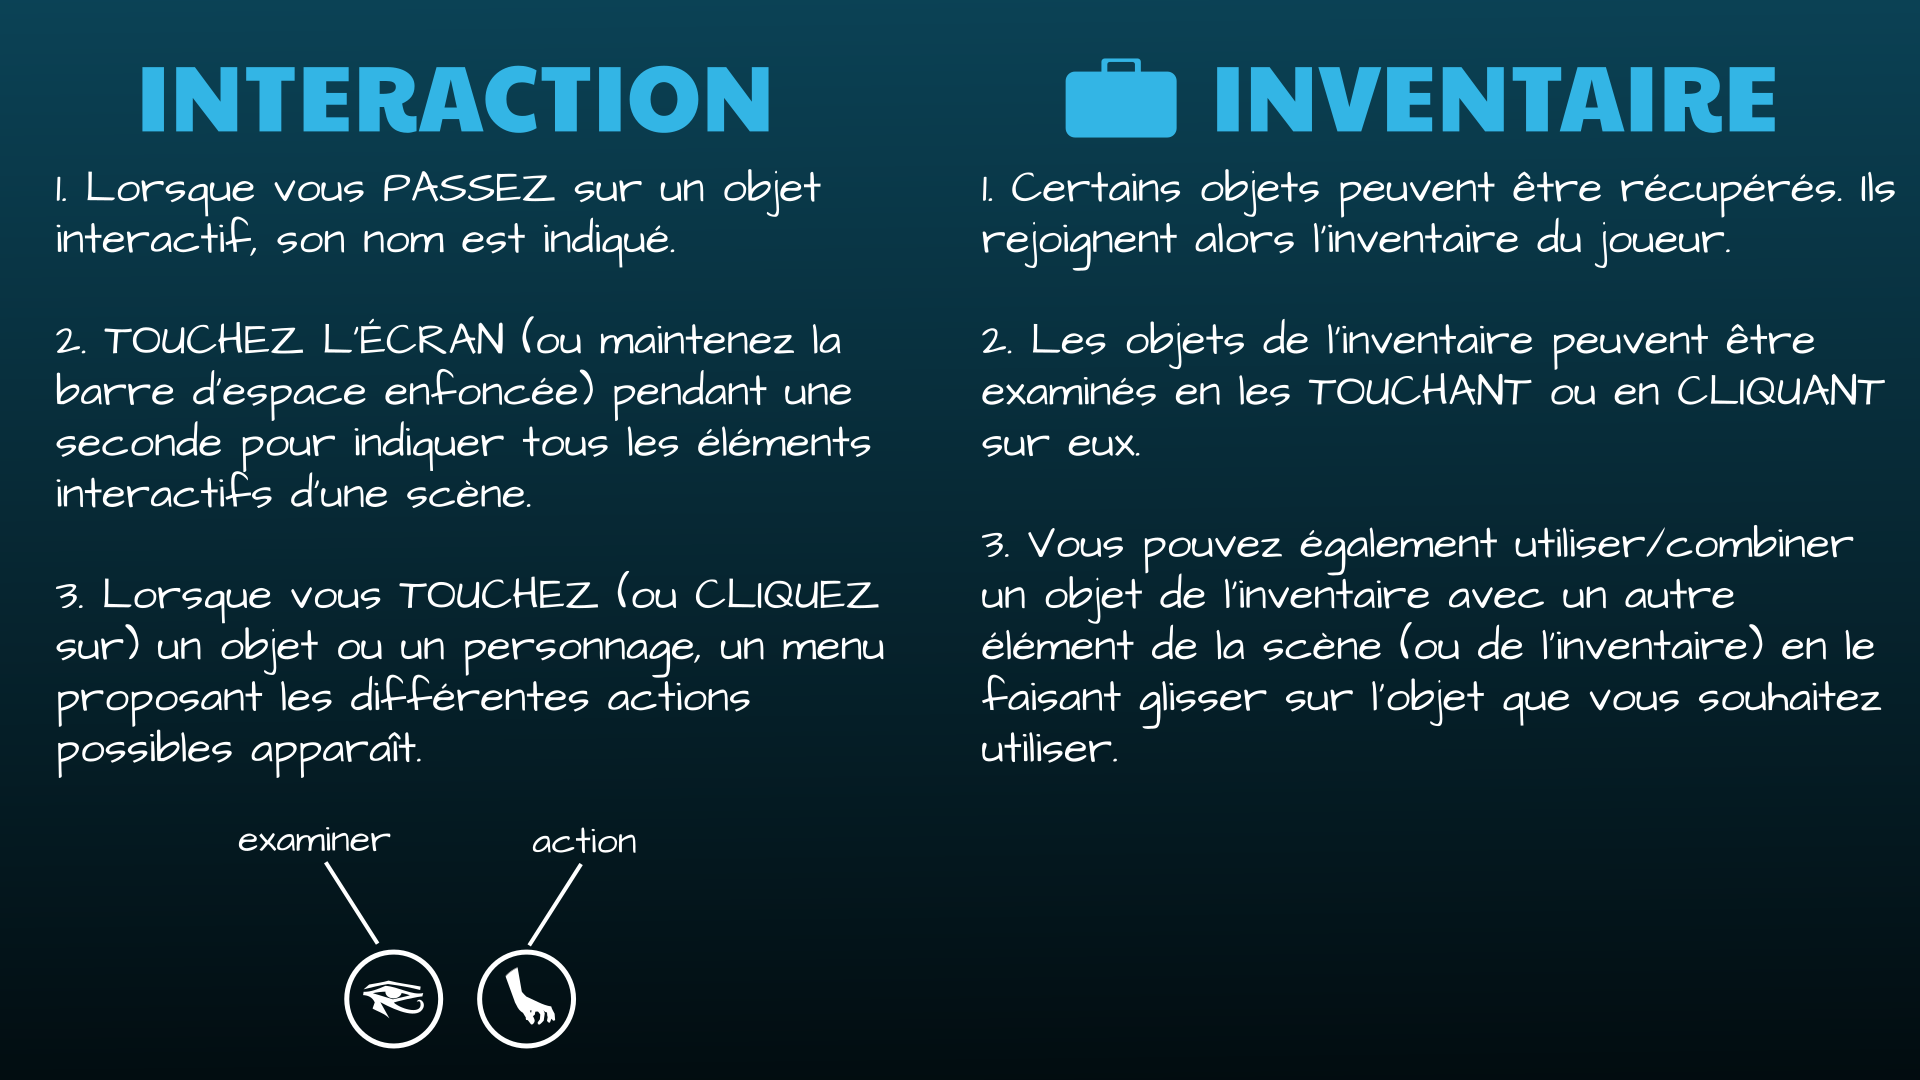 INTERACTION
1. Lorsque vous PASSEZ sur un objet
interactif, son nom est indiqué.
2. TOUCHEZ L'ÉCRAN (ou maintenez la
barre d'espace enfoncée) pendant une
seconde pour indiquer tous les éléments
interactifs d'une scène.
3. Lorsque vous TOUCHEZ (ou CLIQUEZ
sur) un objet ou un personnage, un menu
proposant les différentes actions
possibles apparaît.
examiner
action
INVENTAIRE
1. Certains objets peuvent être récupérés. Ils
rejoignent alors l'inventaire du joueur.
2. Les objets de l'inventaire peuvent être
examinés en les TOUCHANT ou en CLIQUANT
sur eux.
3. Vous pouvez également utiliser/combiner
un objet de l'inventaire avec un autre
élément de la scène (ou de l'inventaire) en le
faisant glisser sur l'objet que vous souhaitez
utiliser.